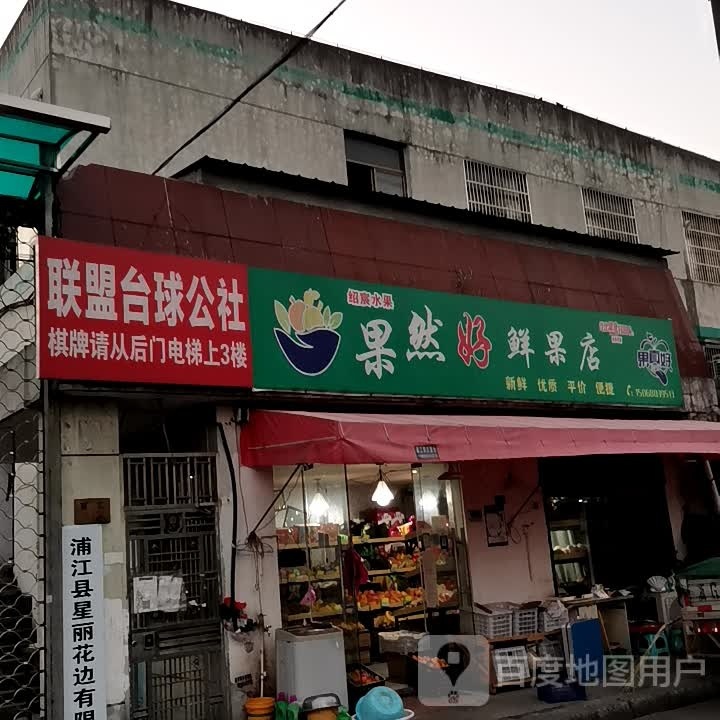 联盟台球公社
棋牌请从后门电梯上3楼
绍宸水果
果然好鲜果店
新鲜 优质 平价 便捷
果真好
浦江县星丽花边有限
百度地图用户